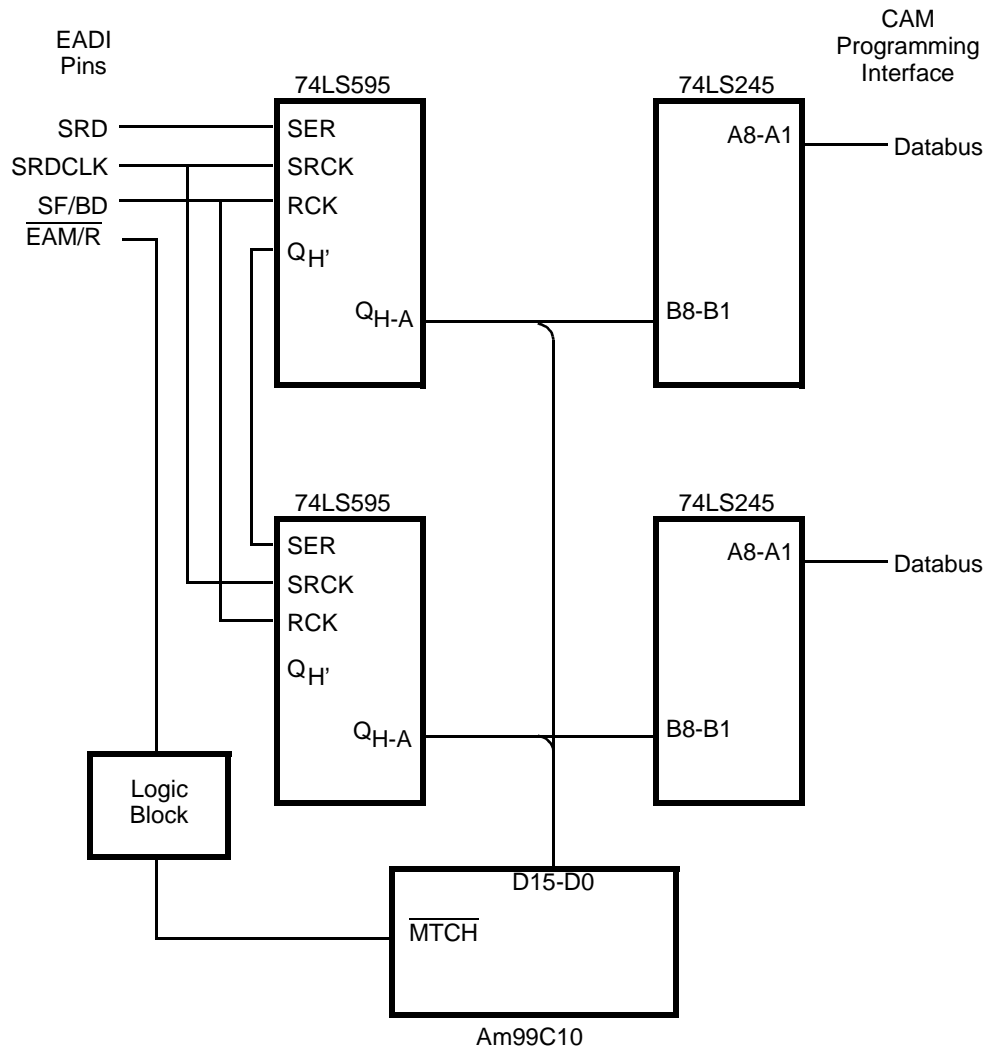 EADI
Pins
CAM
Programming
Interface
74LS595
74LS245
SRD
SRDCLK
SF/BD
EAM/R
SER
SRCK
RCK
QH'
QH-A
A8-A1
B8-B1
Databus
74LS595
74LS245
SER
SRCK
RCK
QH'
QH-A
A8-A1
B8-B1
Databus
Logic
Block
D15-D0
MTCH
Am99C10